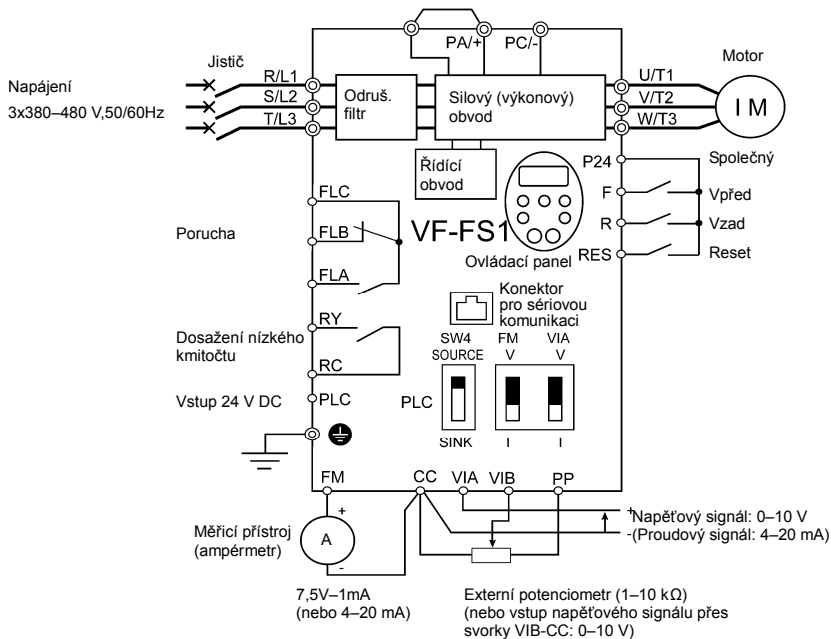 PA/+
PC/-
Jistič
Motor
Napájení
3x380–480 V,50/60Hz
R/L1
S/L2
T/L3
Odruš.
filtr
Silový (výkonový)
obvod
U/T1
V/T2
W/T3
I M
Řídící
obvod
P24
Společný
F
Vpřed
R
Vzad
RES
Reset
FLC
FLB
FLA
Porucha
VF-FS1
Ovládací panel
Konektor
pro sériovou
komunikaci
RY
RC
Dosažení nízkého
kmitočtu
SW4
SOURCE
FM
V
VIA
V
PLC
SINK
I
I
Vstup 24 V DC
PLC
FM
CC
VIA
VIB
PP
+
A
-
Měřicí přístroj
(ampérmetr)
+
Napěťový signál: 0–10 V
-(Proudový signál: 4–20 mA)
7,5V–1mA
(nebo 4–20 mA)
Externí potenciometr (1–10 kΩ)
(nebo vstup napěťového signálu přes
svorky VIB-CC: 0–10 V)